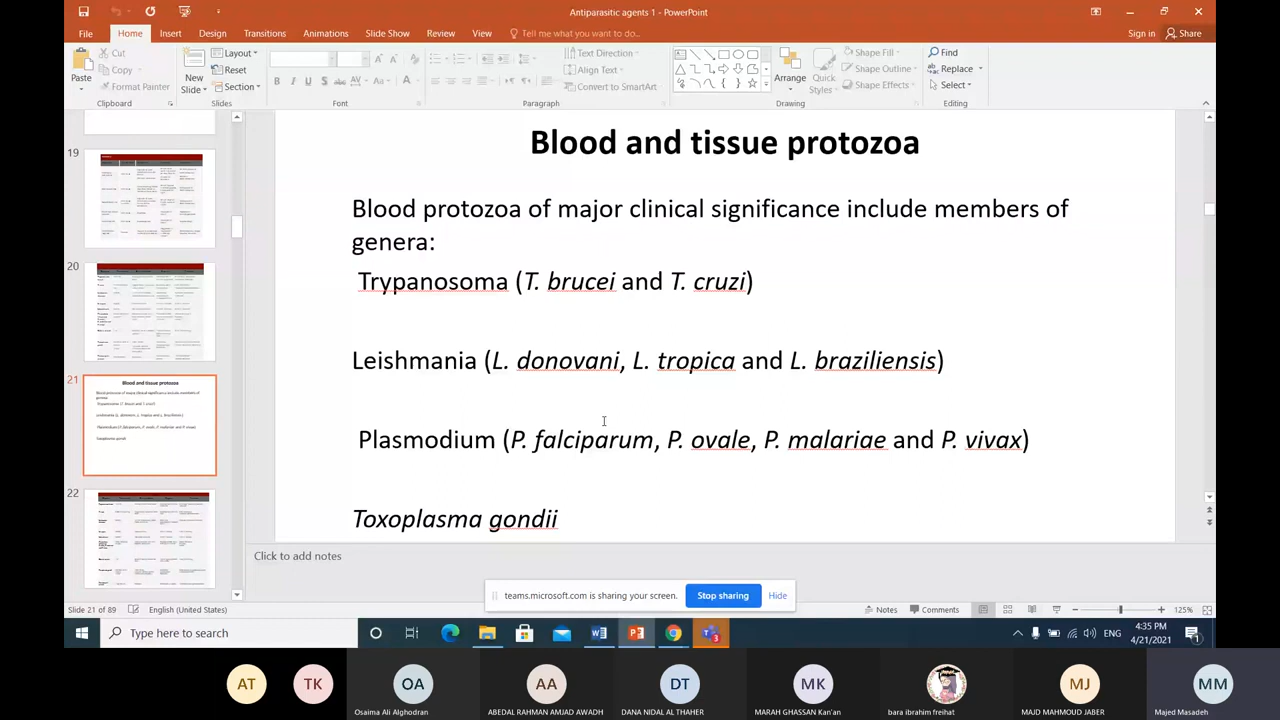 Antiparasitic agents 1 - PowerPoint
File Home Insert Design Transitions Animations Slide Show Review View Tell me what you want to do... Sign in Share
Paste
Cut
Copy
Format Painter
Clipboard
New
Slide
Layout
Reset
Section
Slides
Font
Text Direction
Align Text
Convert to SmartArt
Paragraph
Arrange
Quick
Styles
Shape Fill
Shape Outline
Shape Effects
Drawing
Find
Replace
Select
Editing
19
20
21
Blood and tissue protozoa
22
Blood and tissue protozoa
Blood protozoa of major clinical significance include members of
genera:
Trypanosoma (T. brucei and T. cruzi)
Leishmania (L. donovani, L. tropica and L. braziliensis)
Plasmodium (P. falciparum, P. ovale, P. malariae and P. vivax)
Toxoplasma gondii
Click to add notes
teams.microsoft.com is sharing your screen. Stop sharing Hide
Slide 21 of 89 English (United States) Notes Comments 125%
Type here to search
ENG
4:35 PM
4/21/2021
AT TK OA AA DT MK MJ MM
Osaima Ali Alghodran ABEDAL RAHMAN AMJAD AWADH DANA NIDAL AL THAHER MARAH GHASSAN Kan'an bara ibrahim freihat MAJD MAHMOUD JABER Majed Masadeh